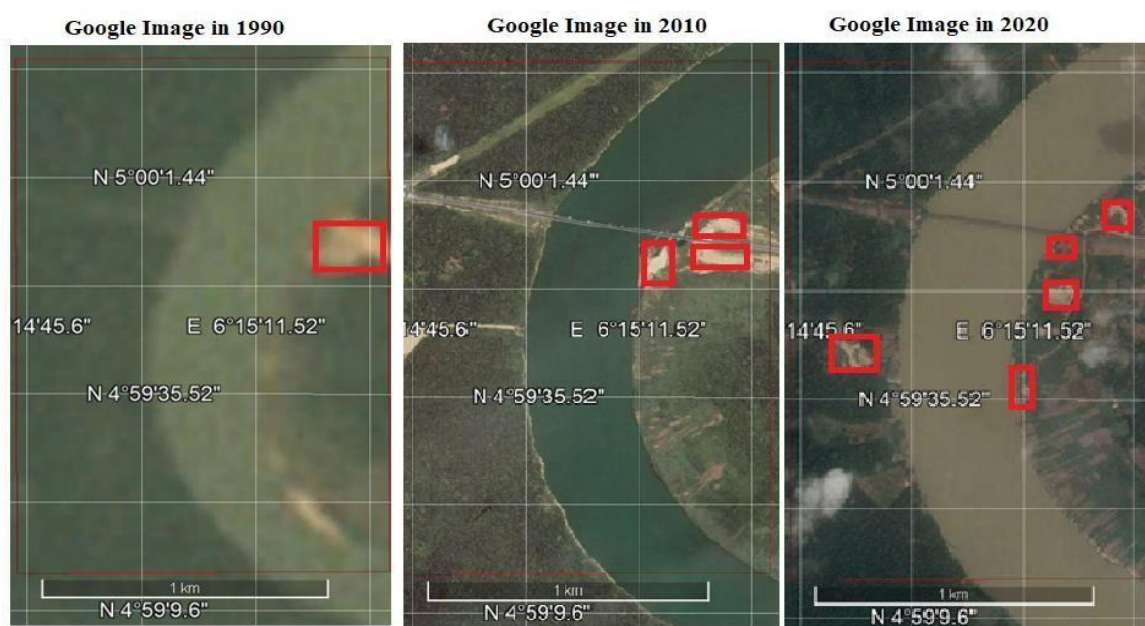 Google Image in 1990
N 5°00'1.44"
14'45.6"
E 6°15'11.52"
N 4°59'35.52"
1 km
N 4°59'9.6"
Google Image in 2010
N 5°00'1.44"
14'45.6"
E 6°15'11.52"
N 4°59'35.52"
1 km
N 4°59'9.6"
Google Image in 2020
N 5°00'1.44"
14'45.6"
E 6°15'11.52"
N 4°59'35.52"
1 km
N 4°59'9.6"